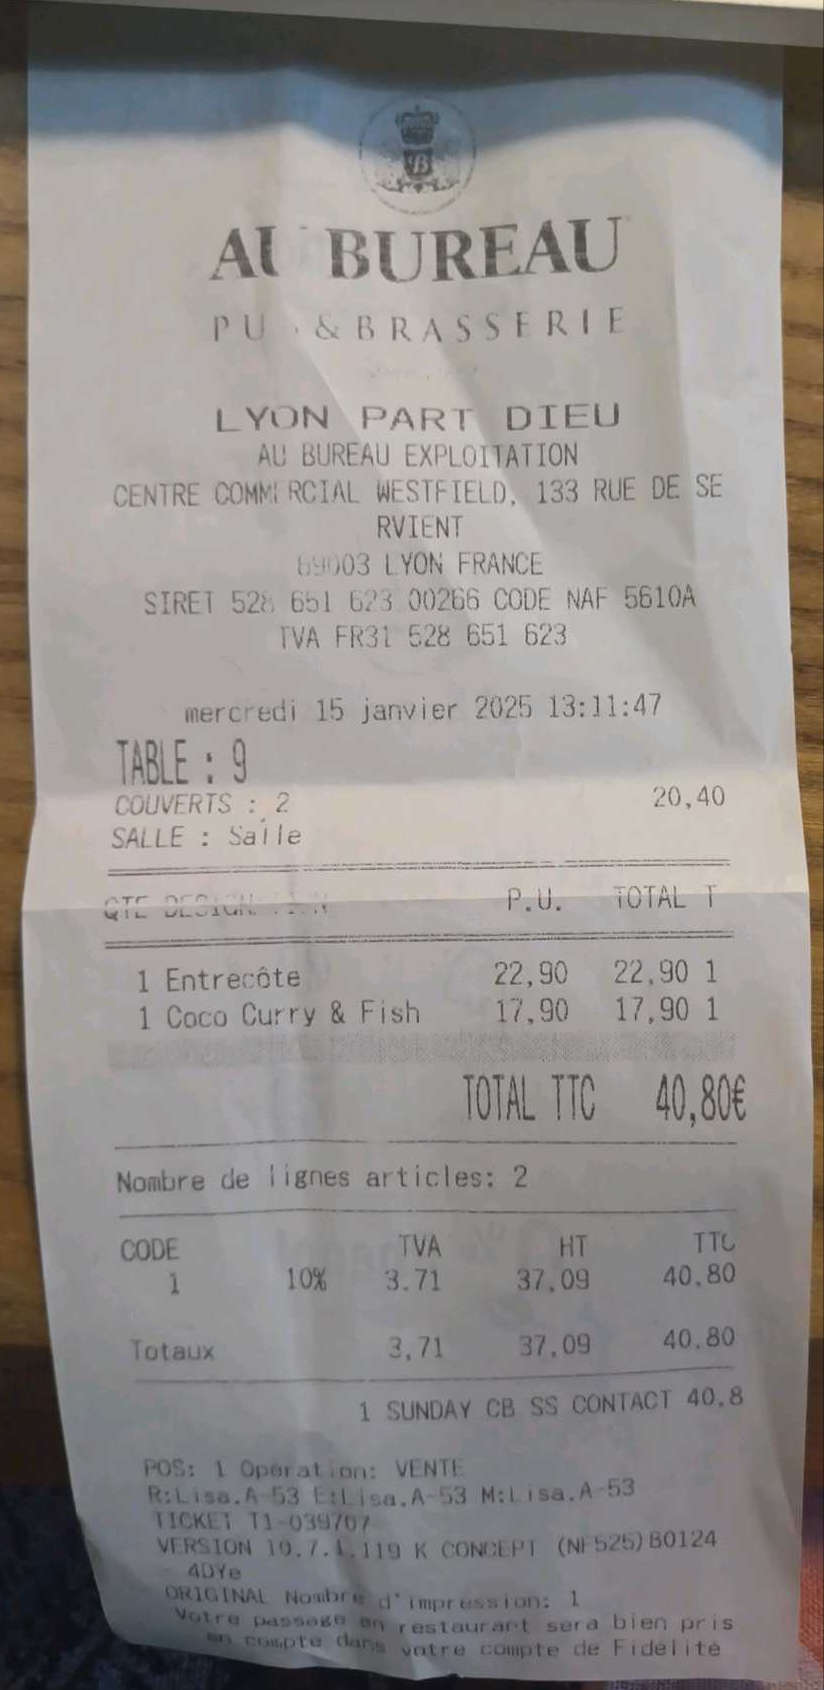 B
AU BUREAU
PU & BRASSERIE
LYON PART DIEU
AU BUREAU EXPLOITATION
CENTRE COMMERCIAL WESTFIELD, 133 RUE DE SE
RVIENT
69003 LYON FRANCE
SIRET 528 651 623 00266 CODE NAF 5610A
TVA FR31 528 651 623
mercredi 15 janvier 2025 13:11:47
TABLE : 9
COUVERTS : 2 20,40
SALLE : Salle
QTE DESIGNATION P.U. TOTAL T
1 Entrecôte 22,90 22,90 1
1 Coco Curry & Fish 17,90 17,90 1
TOTAL TTC 40,80€
Nombre de lignes articles: 2
CODE TVA HT TTC
1 10% 3.71 37,09 40.80
Totaux 3,71 37,09 40.80
1 SUNDAY CB SS CONTACT 40.8
POS: 1 Opération: VENTE
R:Lisa.A-53 E:Lisa.A-53 M:Lisa.A-53
TICKET T1-039707
VERSION 10.7.1.119 K CONCEPT (NF525) B0124
4DYe
ORIGINAL Nombre d'impression: 1
Votre passage en restaurant sera bien pris
en compte dans votre compte de Fidélité